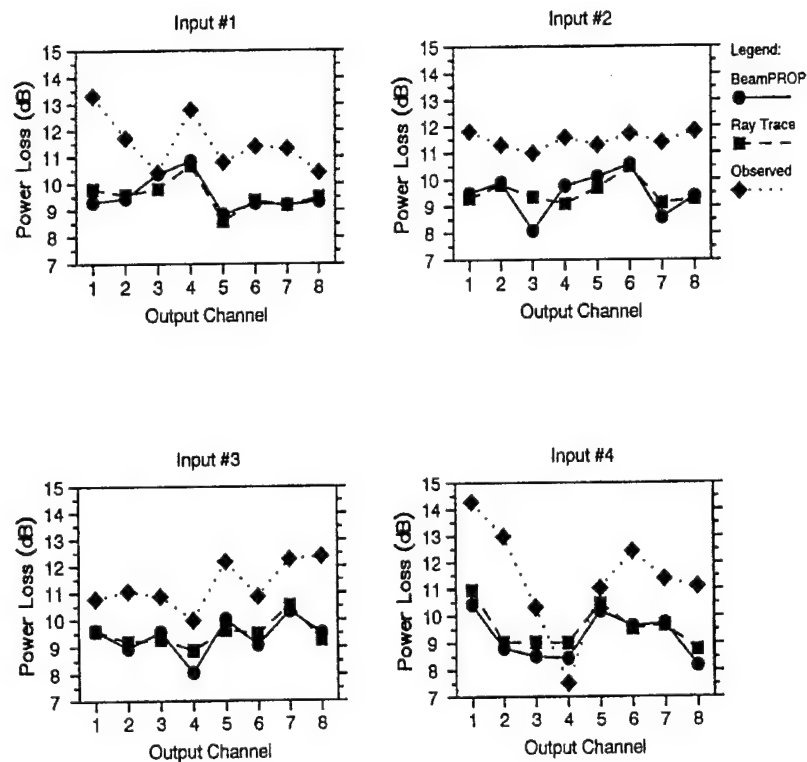 Input #1
Power Loss (dB)
15
14
13
12
11
10
9
8
7
1 2 3 4 5 6 7 8
Output Channel
Input #2
Power Loss (dB)
15
14
13
12
11
10
9
8
7
1 2 3 4 5 6 7 8
Output Channel
Legend:
BeamPROP
Ray Trace
Observed
Input #3
Power Loss (dB)
15
14
13
12
11
10
9
8
7
1 2 3 4 5 6 7 8
Output Channel
Input #4
Power Loss (dB)
15
14
13
12
11
10
9
8
7
1 2 3 4 5 6 7 8
Output Channel